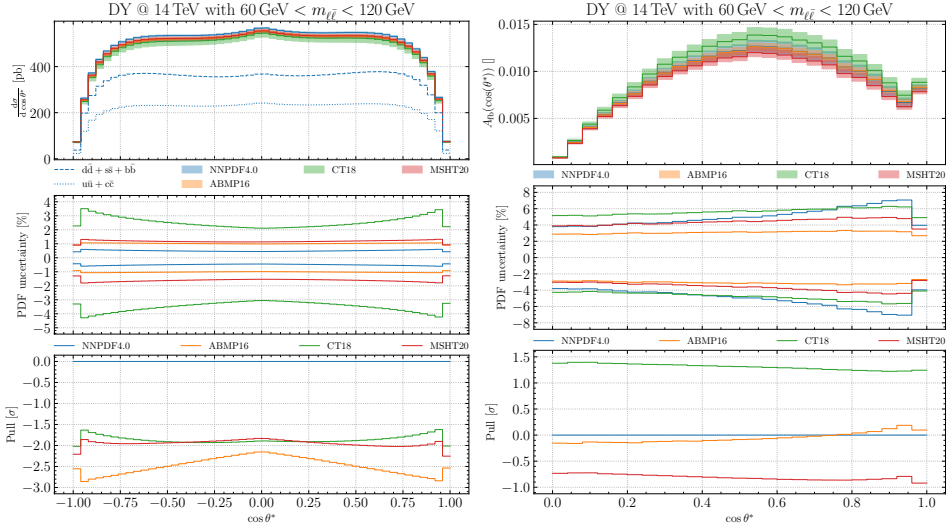 DY @ 14 TeV with 60 GeV < m_{ℓℓ̄} < 120 GeV
dσ/d cos θ* [pb]
400
200
0
dd̄ + ss̄ + bb̄
uū + cc̄
NNPDF4.0
ABMP16
CT18
MSHT20
PDF uncertainty [%]
5
4
3
2
1
0
−1
−2
−3
−4
−5
NNPDF4.0
ABMP16
CT18
MSHT20
Pull [σ]
0.0
−0.5
−1.0
−1.5
−2.0
−2.5
−3.0
−1.00 −0.75 −0.50 −0.25 0.00 0.25 0.50 0.75 1.00
cos θ*
DY @ 14 TeV with 60 GeV < m_{ℓℓ̄} < 120 GeV
A_{fb}(cos(θ*)) []
0.015
0.010
0.005
NNPDF4.0
ABMP16
CT18
MSHT20
PDF uncertainty [%]
8
6
4
2
0
−2
−4
−6
−8
NNPDF4.0
ABMP16
CT18
MSHT20
Pull [σ]
1.5
1.0
0.5
0.0
−0.5
−1.0
0.0 0.2 0.4 0.6 0.8 1.0
cos θ*